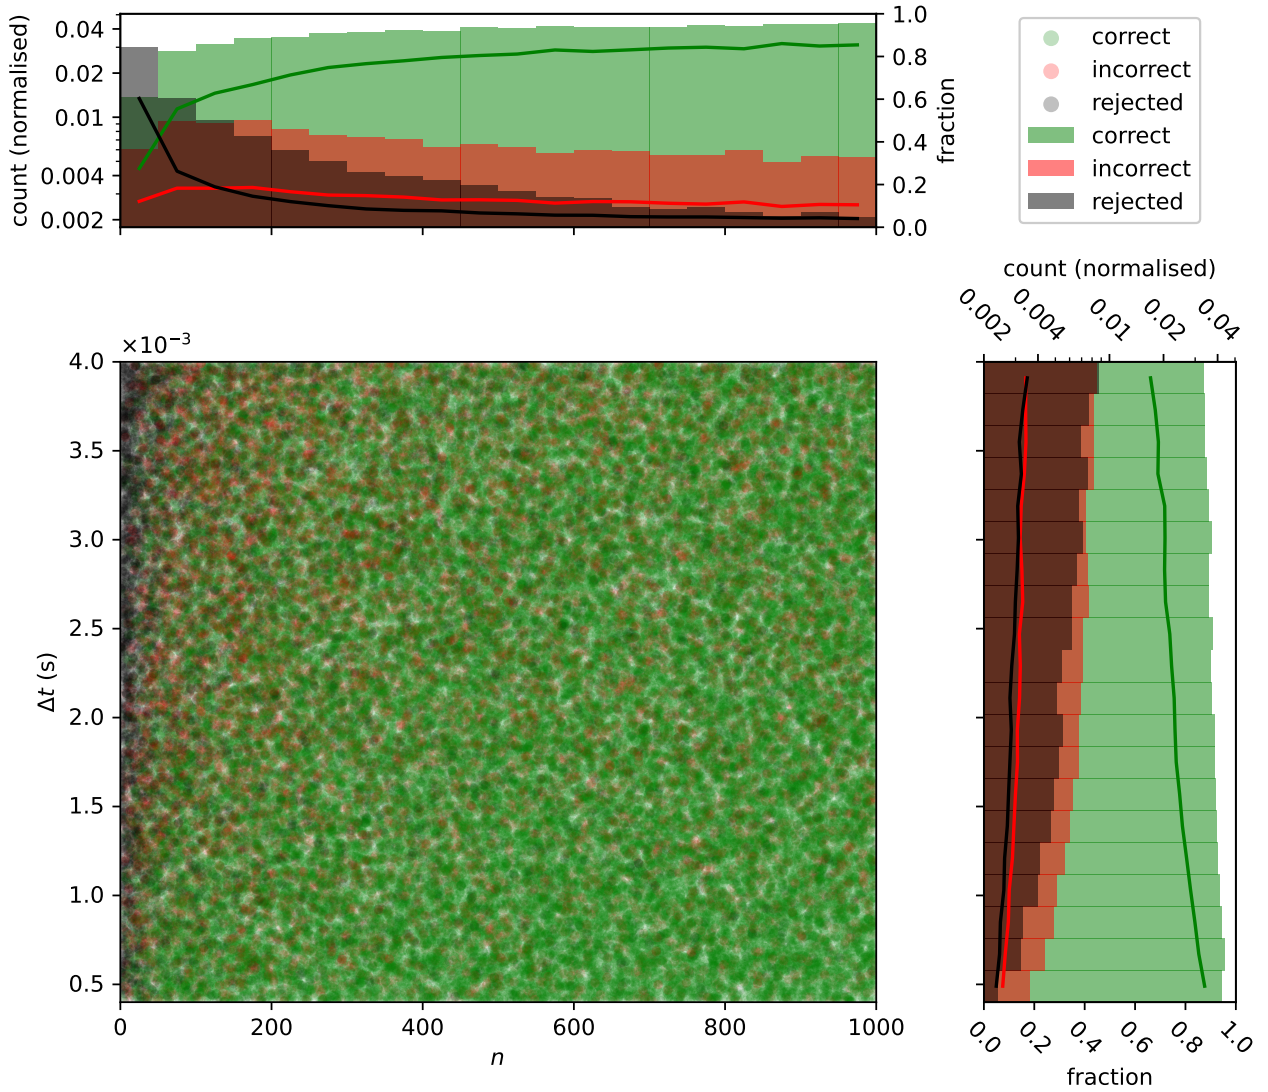 0.04
0.02
0.01
0.004
0.002
count (normalised)
1.0
0.8
0.6
0.4
0.2
0.0
fraction
correct
incorrect
rejected
correct
incorrect
rejected
×10⁻³
4.0
3.5
3.0
2.5
2.0
1.5
1.0
0.5
Δt (s)
0 200 400 600 800 1000
n
count (normalised)
0.002 0.004 0.01 0.02 0.04
0.0 0.2 0.4 0.6 0.8 1.0
fraction